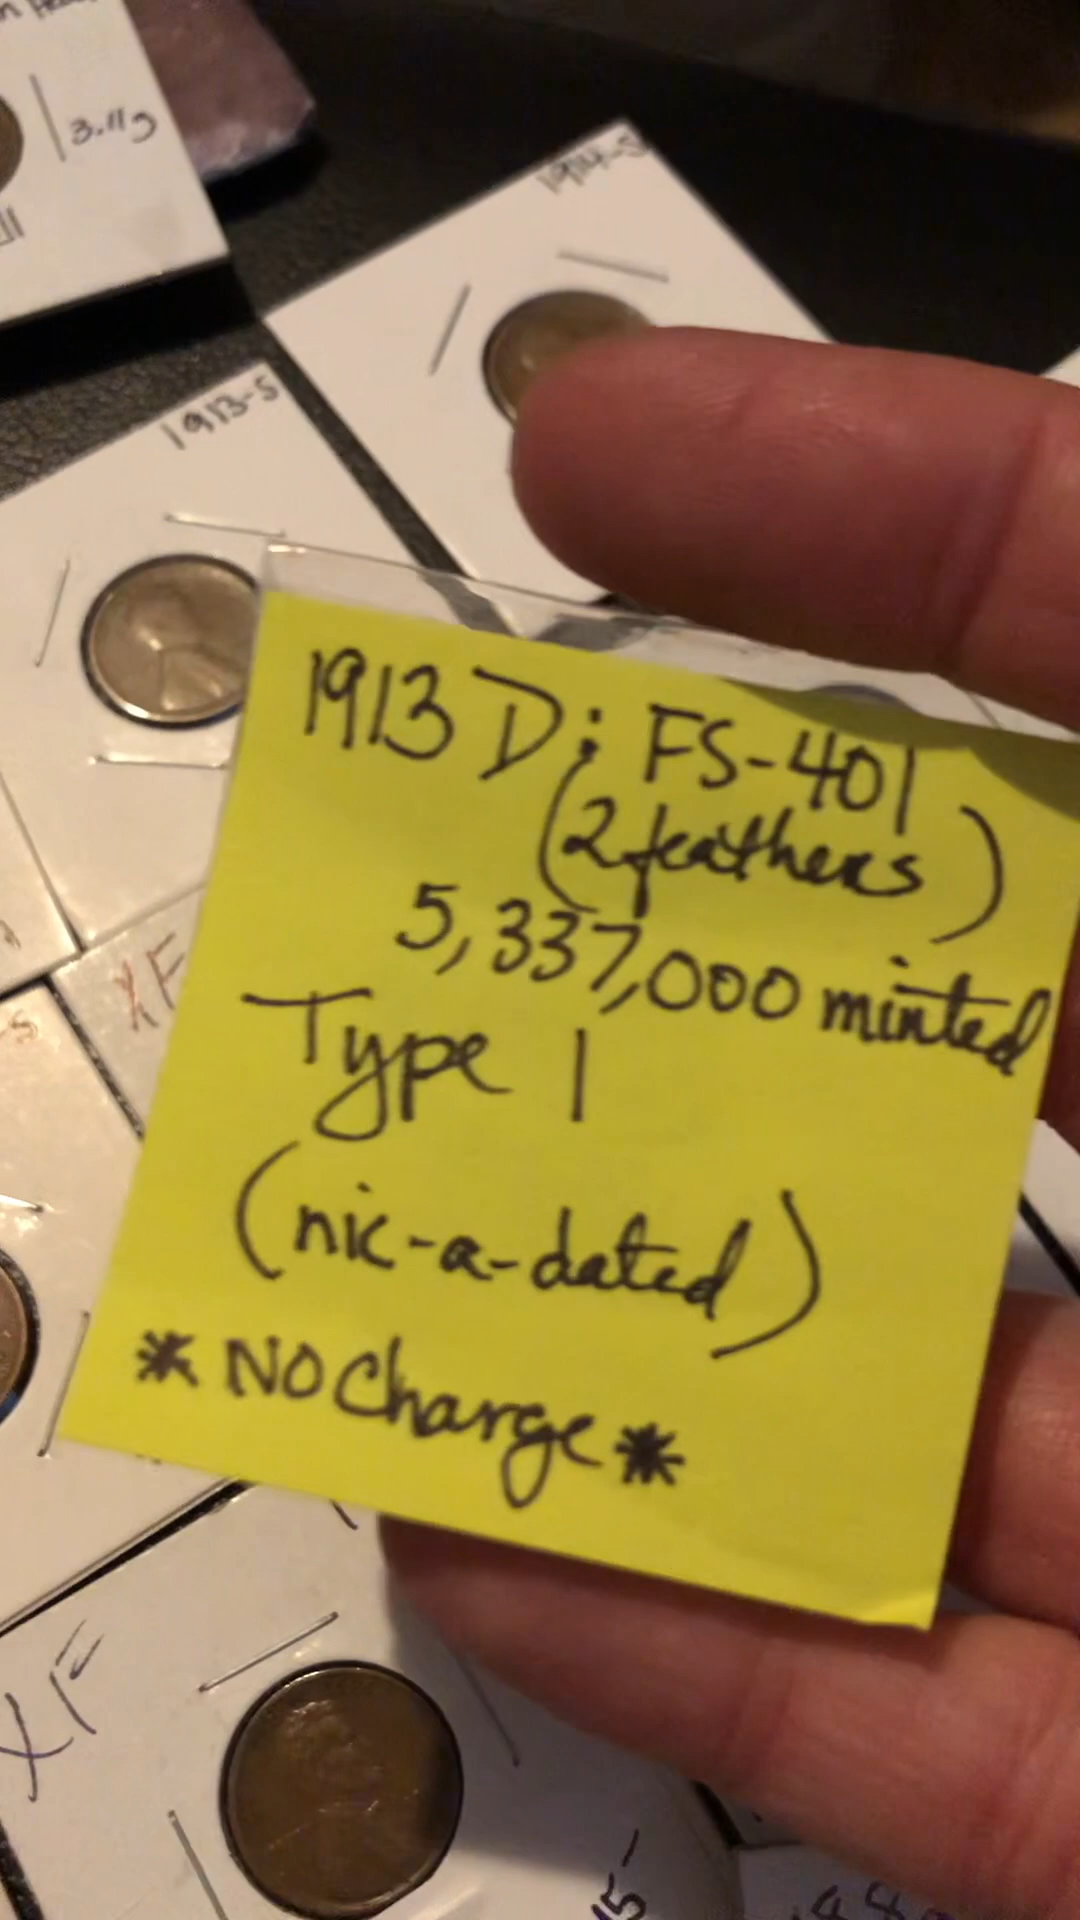 3.11g
1914-S
1913-S
1913 D: FS-401
(2 feathers)
5,337,000 minted
Type 1
(nic-a-dated)
* NO Charge *
XF
XF
15-